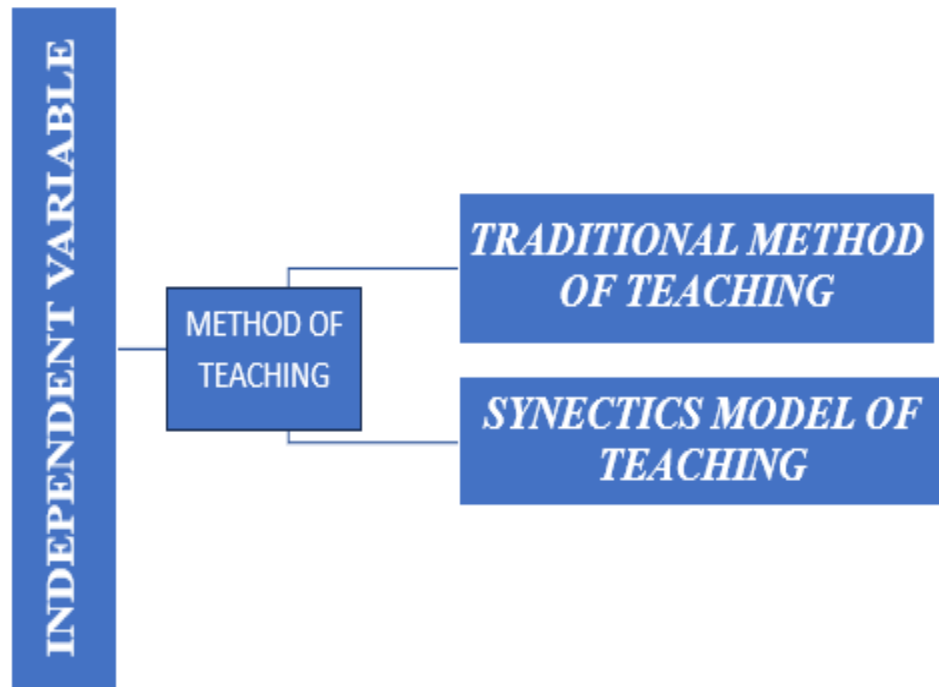 INDEPENDENT VARIABLE
METHOD OF
TEACHING
TRADITIONAL METHOD
OF TEACHING
SYNECTICS MODEL OF
TEACHING